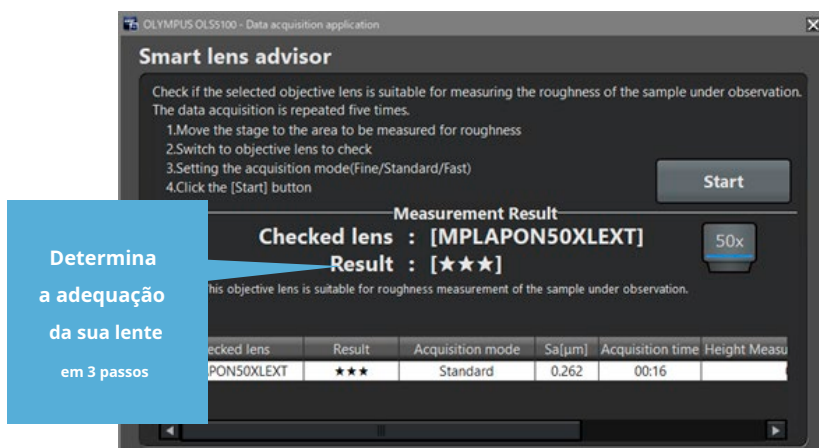 OLYMPUS OLS5100 - Data acquisition application
Smart lens advisor
Check if the selected objective lens is suitable for measuring the roughness of the sample under observation.
The data acquisition is repeated five times.
1.Move the stage to the area to be measured for roughness
2.Switch to objective lens to check
3.Setting the acquisition mode(Fine/Standard/Fast)
4.Click the [Start] button
Start
Measurement Result
Checked lens : [MPLAPON50XLEXT]
50x
Result : [★★★]
his objective lens is suitable for roughness measurement of the sample under observation.
Determina
a adequação
da sua lente
em 3 passos
ecked lens Result Acquisition mode Sa[µm] Acquisition time Height Measu
PON50XLEXT ★★★ Standard 0.262 00:16